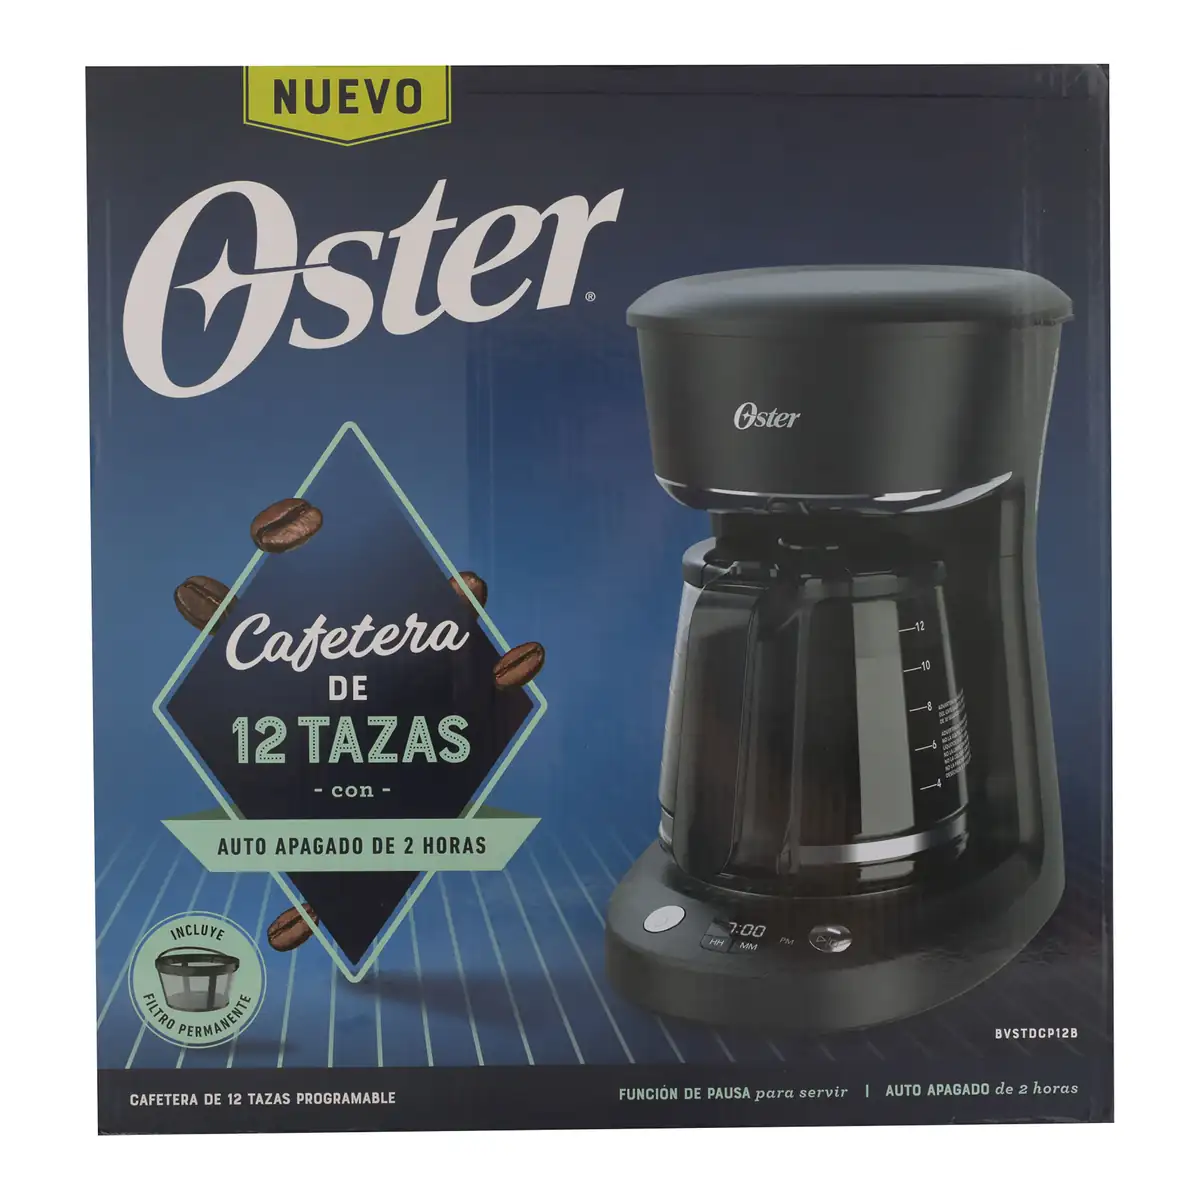 NUEVO
Oster®
Oster
12
10
8
6
4
Cafetera
DE
12 TAZAS
- con -
AUTO APAGADO DE 2 HORAS
INCLUYE
FILTRO PERMANENTE
7:00
HH MM PM
BVSTDCP12B
CAFETERA DE 12 TAZAS PROGRAMABLE
FUNCIÓN DE PAUSA para servir | AUTO APAGADO de 2 horas